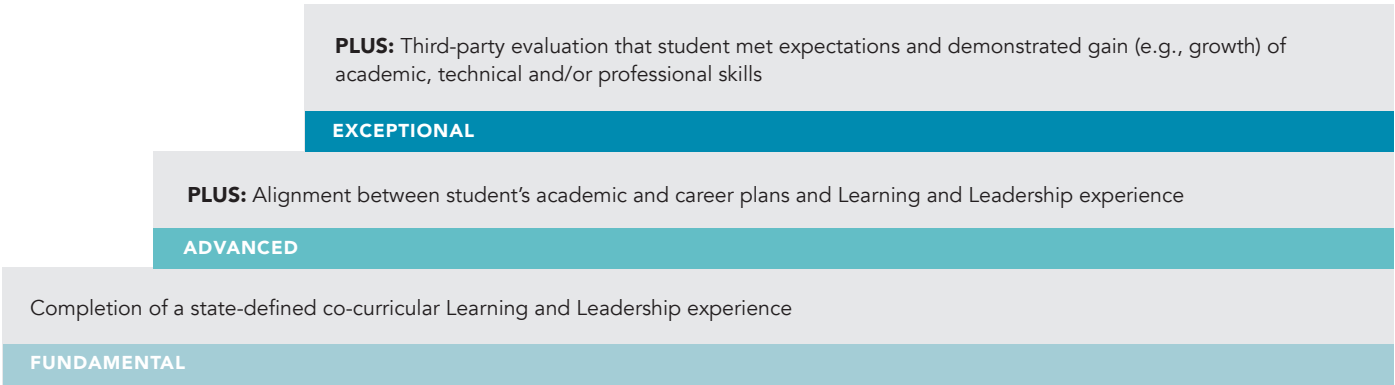 PLUS: Third-party evaluation that student met expectations and demonstrated gain (e.g., growth) of
academic, technical and/or professional skills
EXCEPTIONAL
PLUS: Alignment between student’s academic and career plans and Learning and Leadership experience
ADVANCED
Completion of a state-defined co-curricular Learning and Leadership experience
FUNDAMENTAL